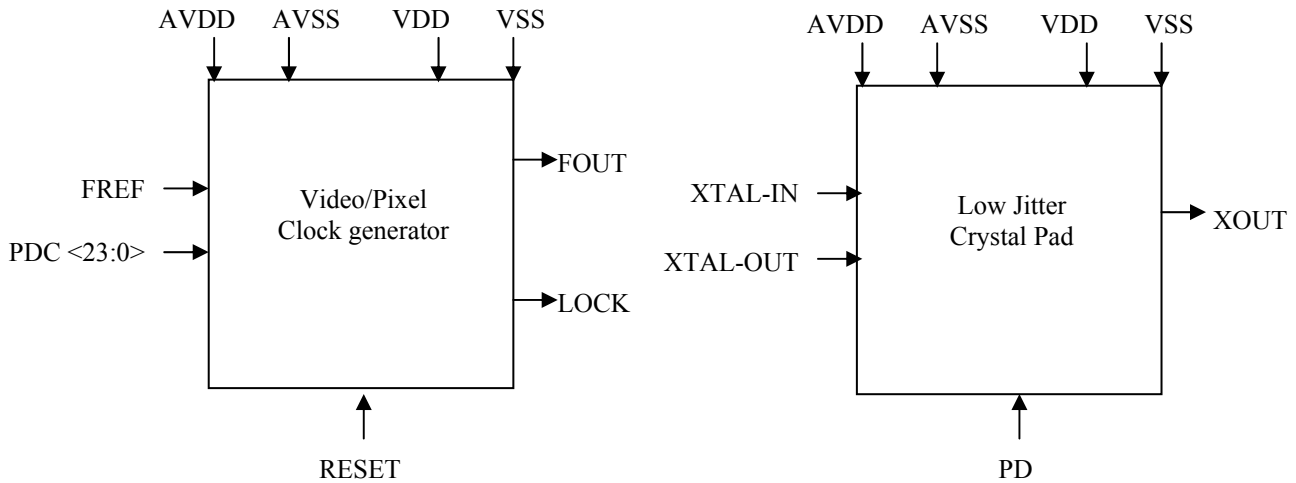 AVDD AVSS VDD VSS
FREF
PDC <23:0>
Video/Pixel
Clock generator
FOUT
LOCK
RESET
AVDD AVSS VDD VSS
XTAL-IN
XTAL-OUT
Low Jitter
Crystal Pad
XOUT
PD